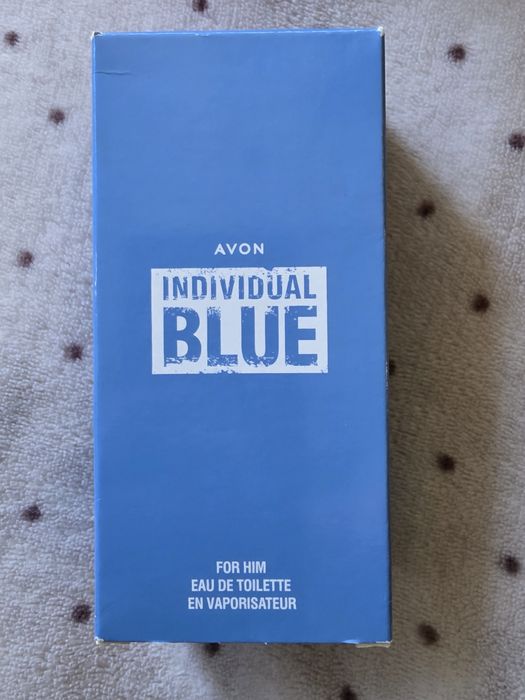 AVON
INDIVIDUAL
BLUE
FOR HIM
EAU DE TOILETTE
EN VAPORISATEUR